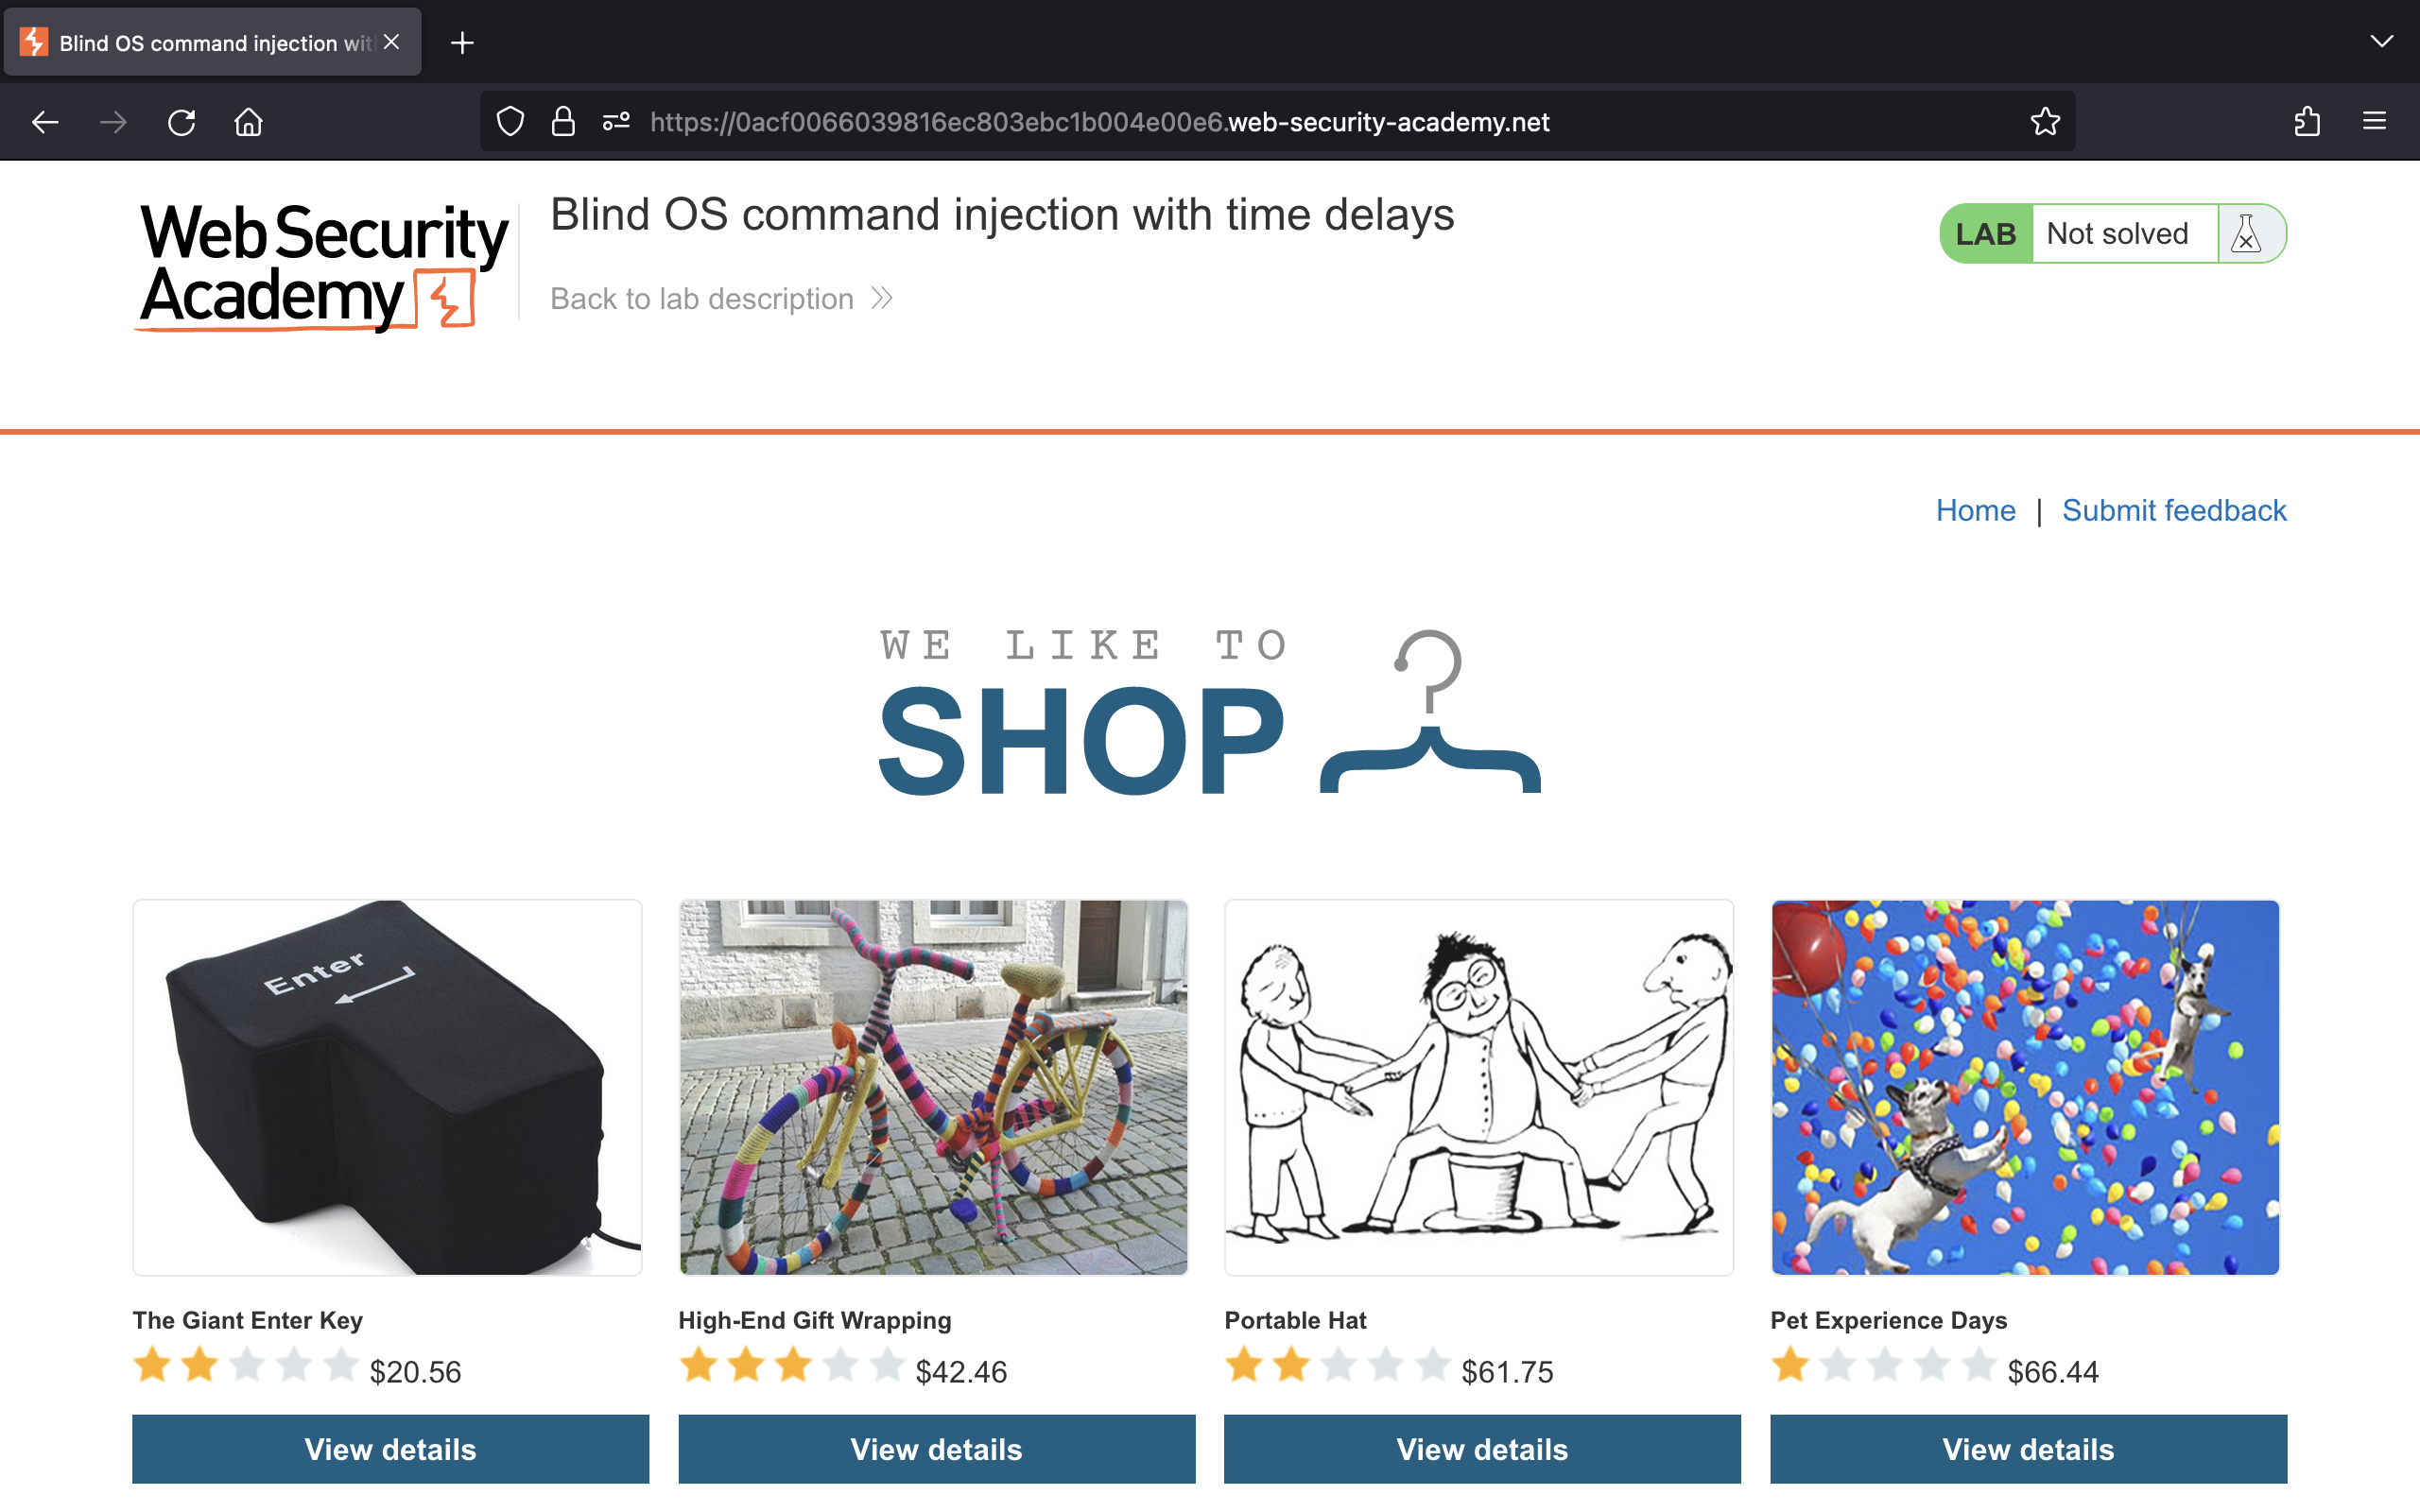 Blind OS command injection wit
https://0acf0066039816ec803ebc1b004e00e6.web-security-academy.net
Web Security
Academy
Blind OS command injection with time delays
Back to lab description
LAB Not solved
Home | Submit feedback
WE LIKE TO
SHOP
Enter
The Giant Enter Key
$20.56
View details
High-End Gift Wrapping
$42.46
View details
Portable Hat
$61.75
View details
Pet Experience Days
$66.44
View details